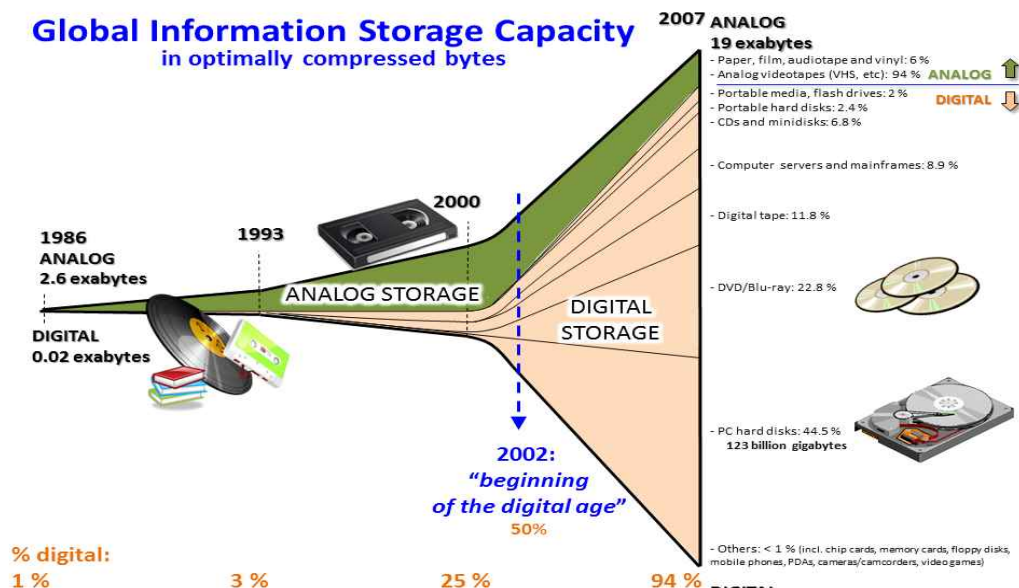 Global Information Storage Capacity
in optimally compressed bytes
2007
ANALOG
19 exabytes
- Paper, film, audiotape and vinyl: 6 %
- Analog videotapes (VHS, etc): 94 %
ANALOG
- Portable media, flash drives: 2 %
DIGITAL
- Portable hard disks: 2.4 %
- CDs and minidisks: 6.8 %
- Computer servers and mainframes: 8.9 %
- Digital tape: 11.8 %
- DVD/Blu-ray: 22.8 %
- PC hard disks: 44.5 %
123 billion gigabytes
- Others: < 1 % (incl. chip cards, memory cards, floppy disks,
mobile phones, PDAs, cameras/camcorders, video games)
DIGITAL
1986
ANALOG
2.6 exabytes
DIGITAL
0.02 exabytes
1993
2000
ANALOG STORAGE
DIGITAL
STORAGE
2002:
“beginning
of the digital age”
50%
% digital:
1 %
3 %
25 %
94 %